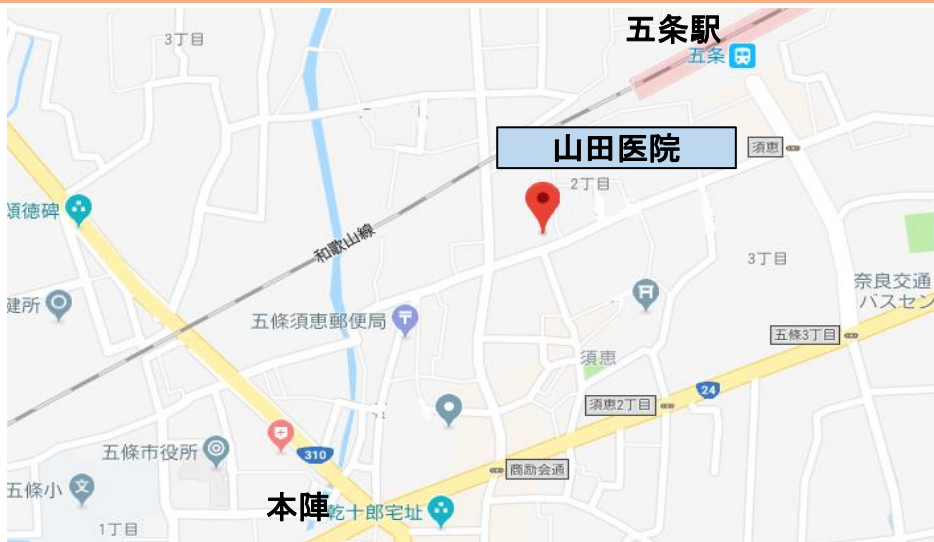 五条駅
3丁目
五条
山田医院
須恵
2丁目
頌徳碑
和歌山線
3丁目
奈良交通
バスセン
建所
五條須恵郵便局
五條3丁目
須恵
24
須恵2丁目
五條市役所
310
商励会通
五條小
本陣
乾十郎宅址
1丁目